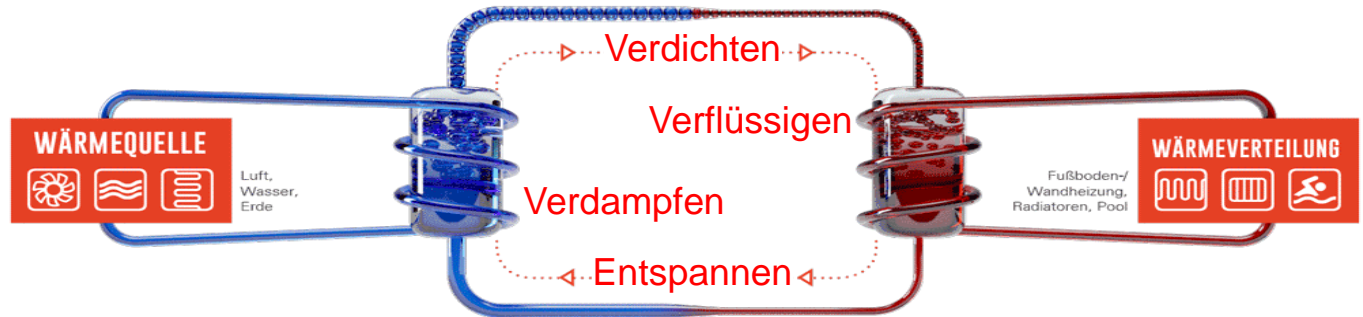 Verdichten
Verflüssigen
WÄRMEQUELLE
Luft,
Wasser,
Erde
WÄRMEVERTEILUNG
Fußboden-/
Wandheizung,
Radiatoren, Pool
Verdampfen
Entspannen